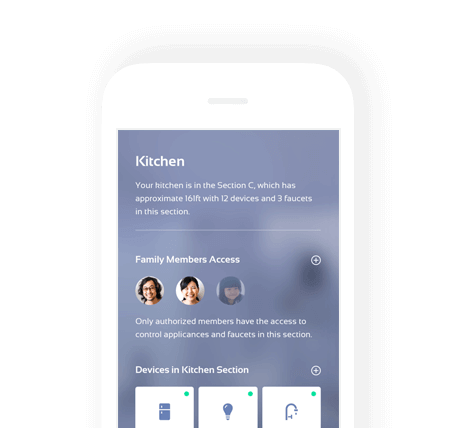 Kitchen
Your kitchen is in the Section C, which has
approximate 161ft with 12 devices and 3 faucets
in this section.
Family Members Access
Only authorized members have the access to
control applicances and faucets in this section.
Devices in Kitchen Section